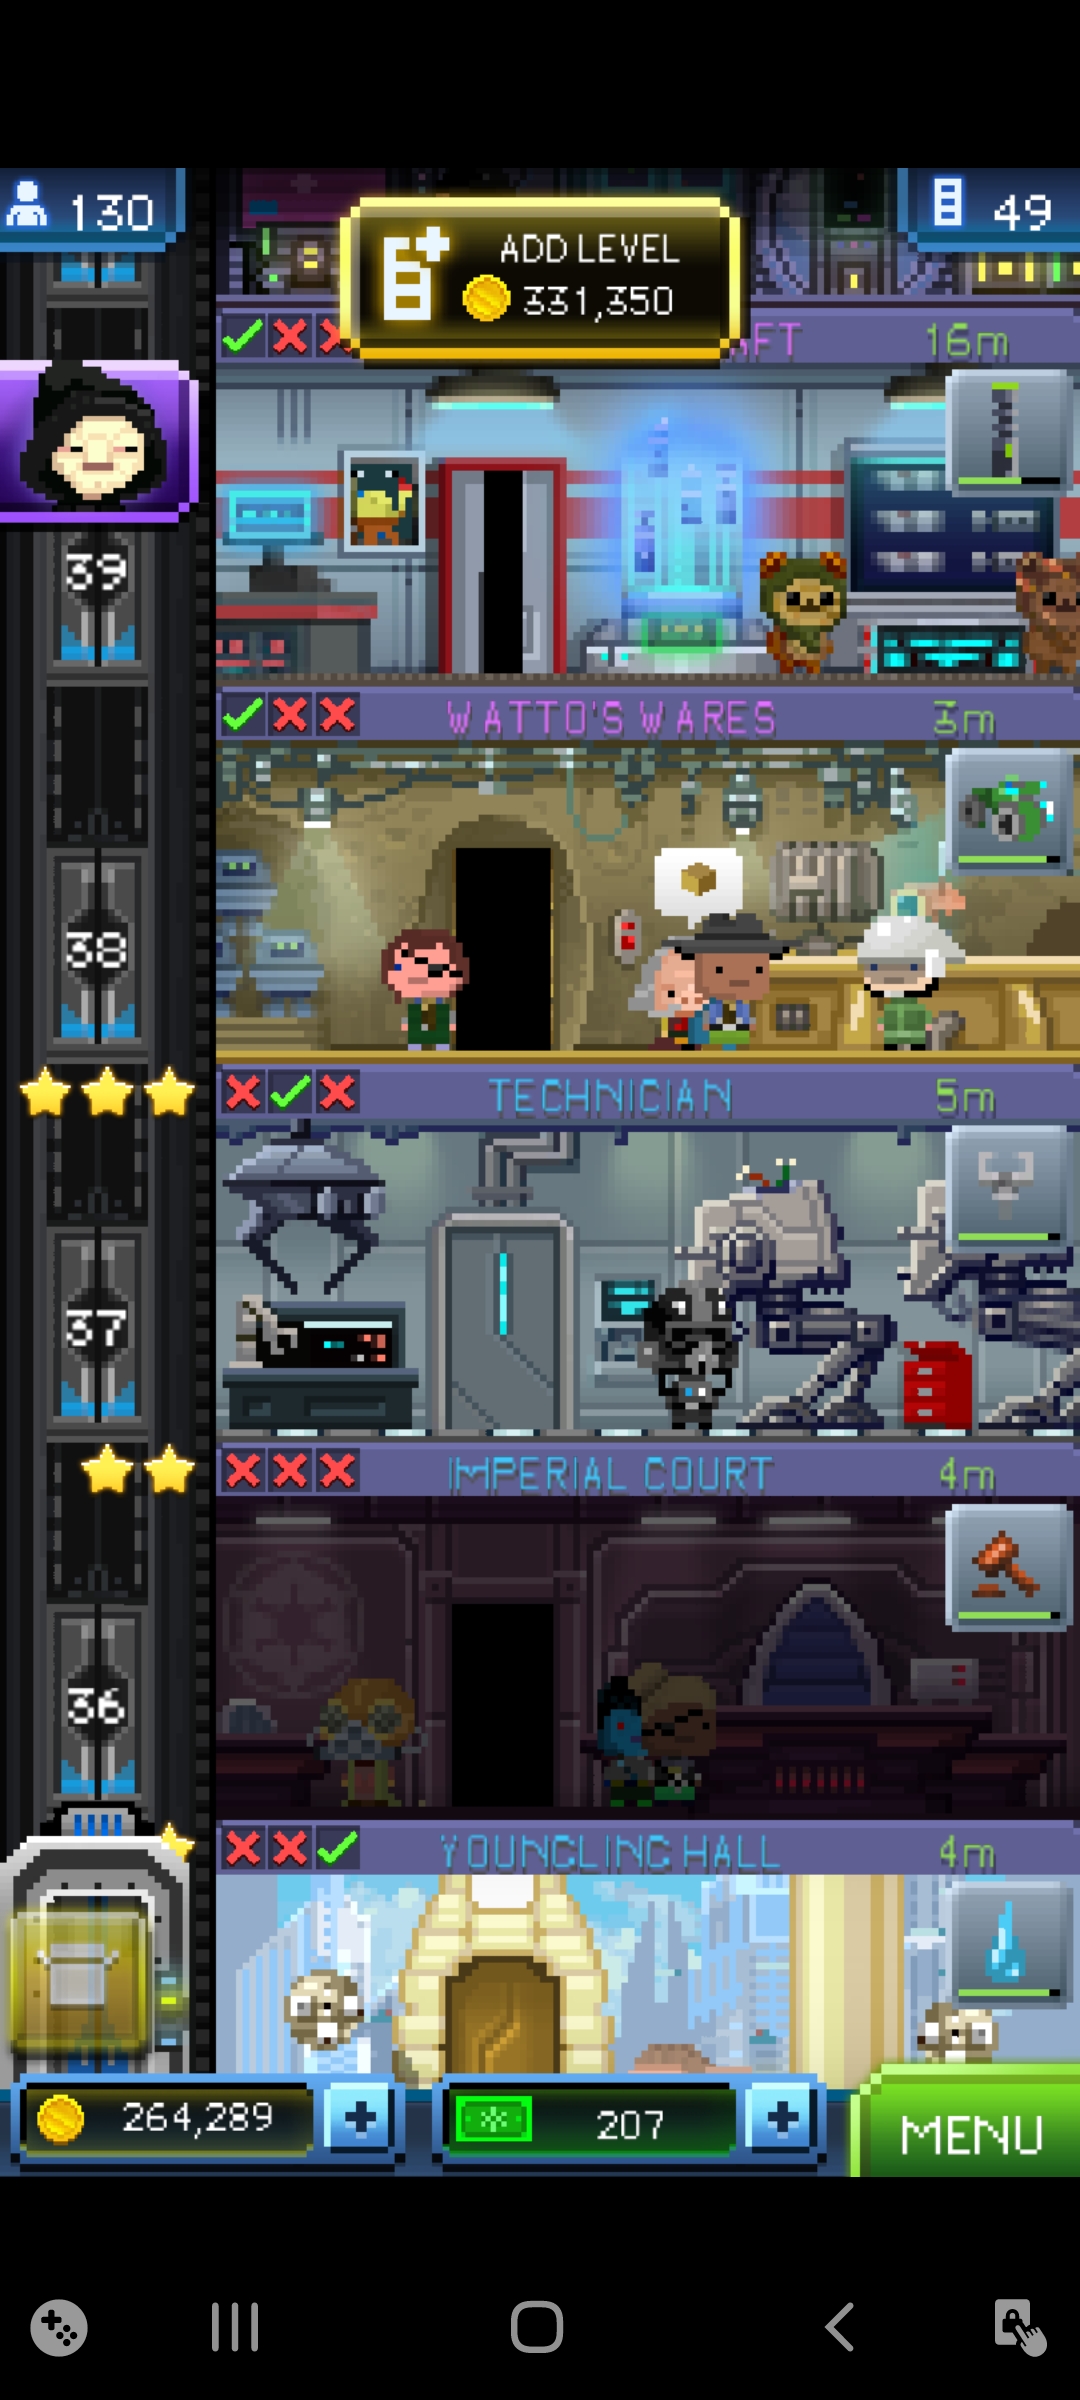 130
49
ADD LEVEL
331,350
16m
39
WATTO'S WARES
3m
38
TECHNICIAN
5m
37
IMPERIAL COURT
4m
36
YOUNGLING HALL
4m
264,289
207
MENU